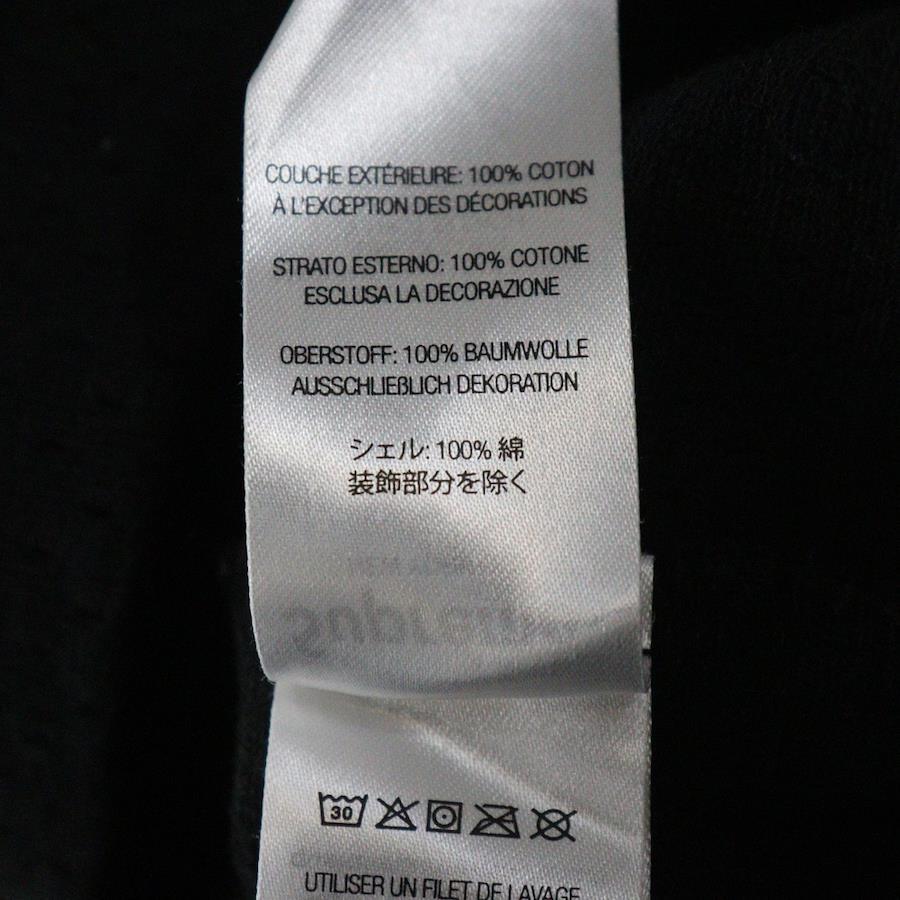 COUCHE EXTÉRIEURE: 100% COTON
À L'EXCEPTION DES DÉCORATIONS
STRATO ESTERNO: 100% COTONE
ESCLUSA LA DECORAZIONE
OBERSTOFF: 100% BAUMWOLLE
AUSSCHLIEßLICH DEKORATION
シェル: 100% 綿
装飾部分を除く
30
UTILISER UN FILET DE LAVAGE